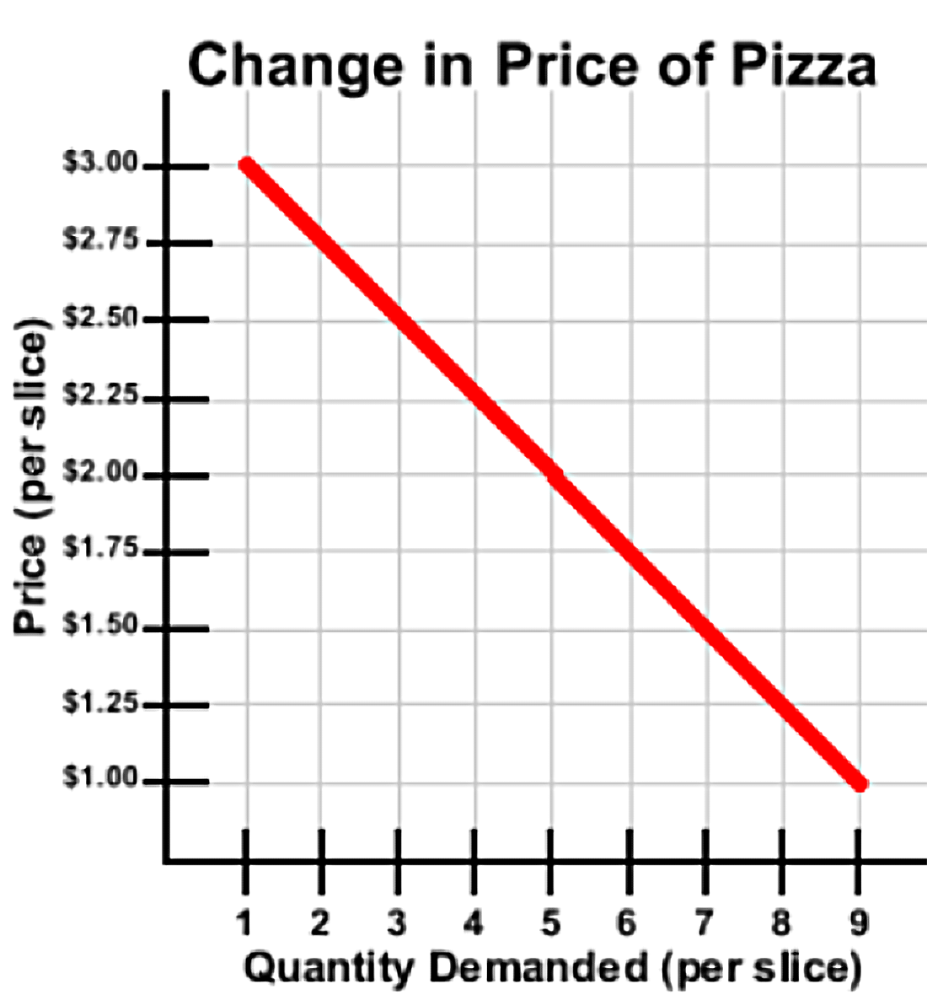 Change in Price of Pizza
$3.00
$2.75
$2.50
$2.25
$2.00
$1.75
$1.50
$1.25
$1.00
Price (per slice)
1 2 3 4 5 6 7 8 9
Quantity Demanded (per slice)